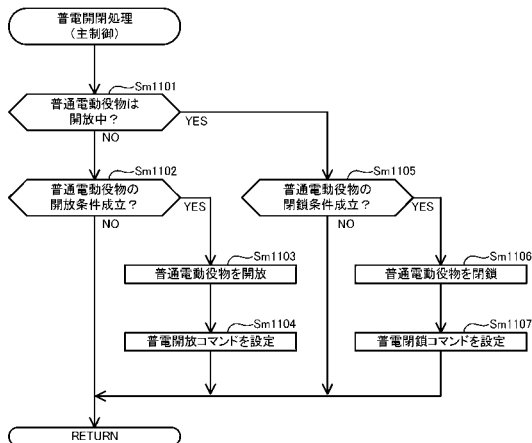 普電開閉処理
(主制御)
Sm1101
普通電動役物は
開放中？
YES
NO
Sm1102
普通電動役物の
開放条件成立？
YES
NO
Sm1105
普通電動役物の
閉鎖条件成立？
YES
NO
Sm1103
普通電動役物を開放
Sm1106
普通電動役物を閉鎖
Sm1104
普電開放コマンドを設定
Sm1107
普電閉鎖コマンドを設定
RETURN